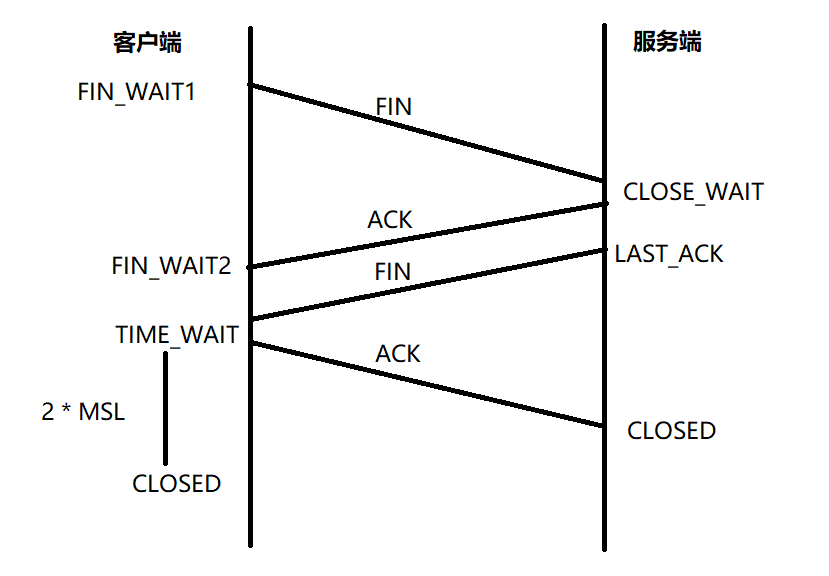 客户端
服务端
FIN_WAIT1
FIN
CLOSE_WAIT
ACK
LAST_ACK
FIN_WAIT2
FIN
TIME_WAIT
ACK
2 * MSL
CLOSED
CLOSED